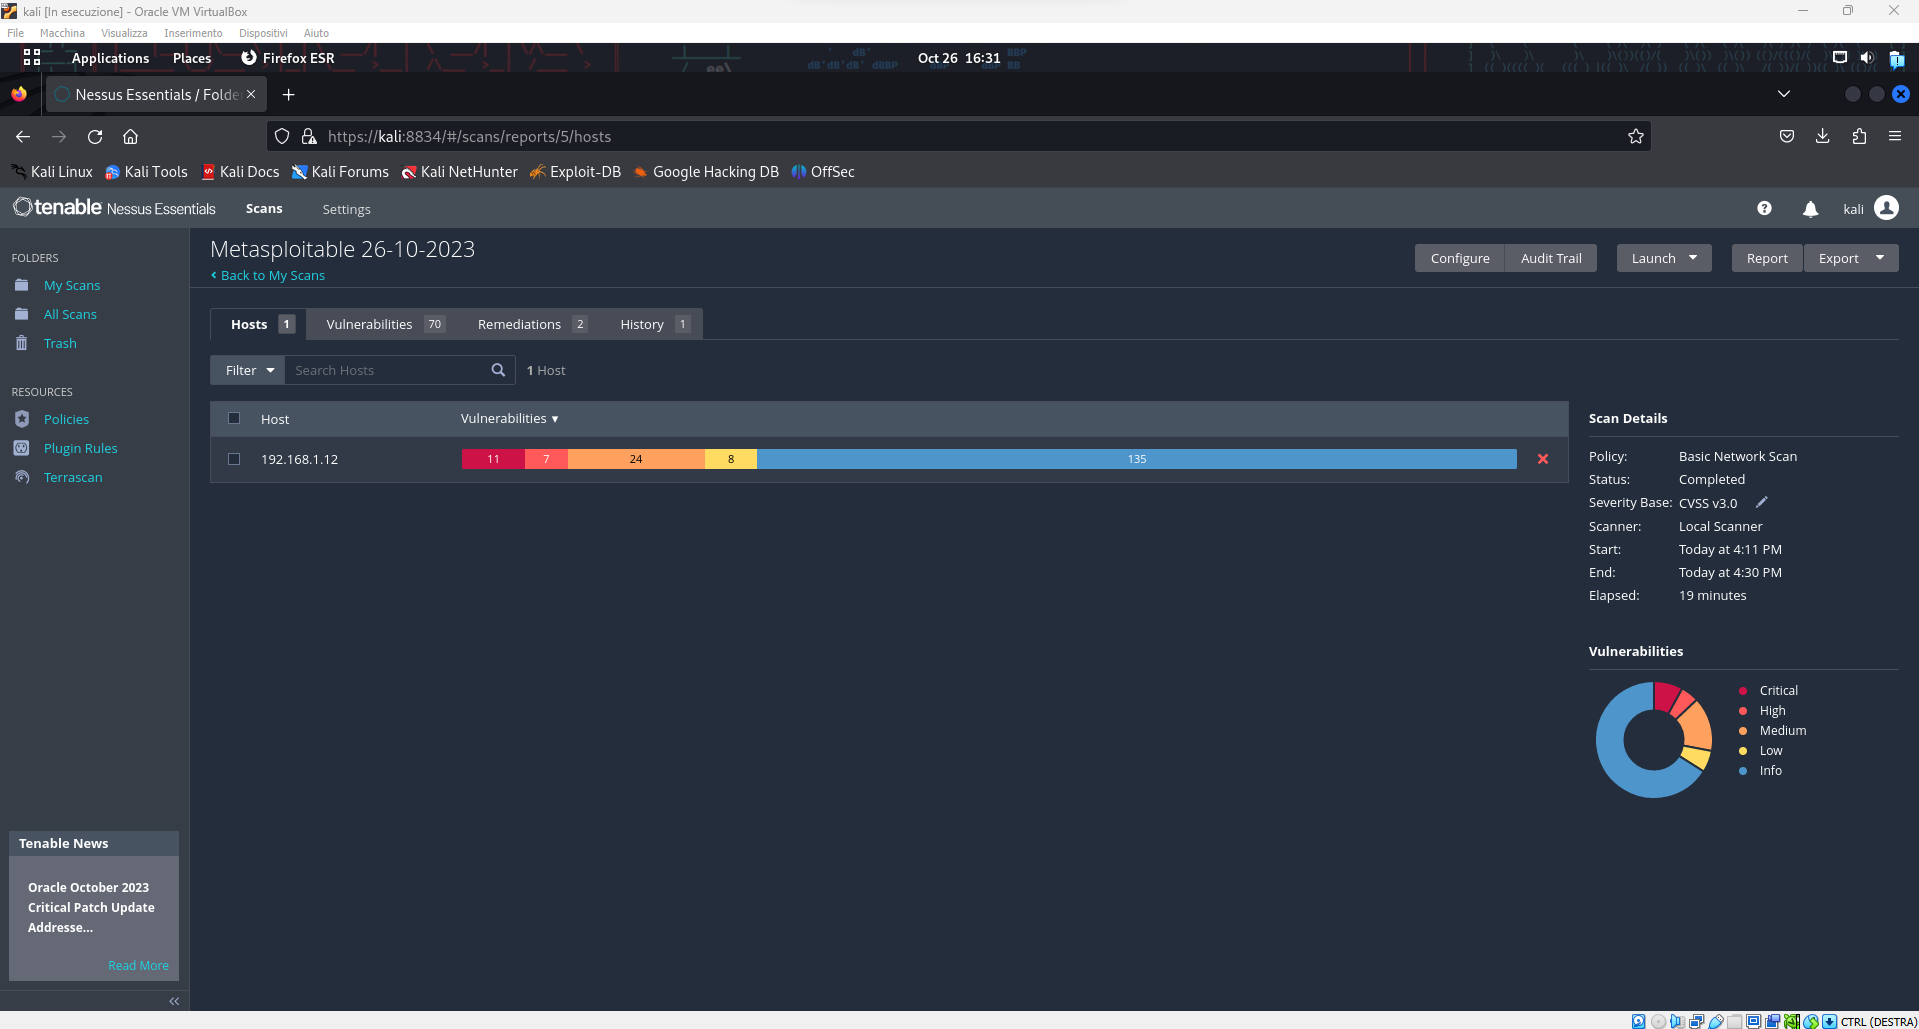 kali [In esecuzione] - Oracle VM VirtualBox
File Macchina Visualizza Inserimento Dispositivi Aiuto
Applications Places Firefox ESR Oct 26 16:31
Nessus Essentials / Folde
https://kali:8834/#/scans/reports/5/hosts
Kali Linux Kali Tools Kali Docs Kali Forums Kali NetHunter Exploit-DB Google Hacking DB OffSec
tenable Nessus Essentials Scans Settings kali
FOLDERS
My Scans
All Scans
Trash
RESOURCES
Policies
Plugin Rules
Terrascan
Tenable News
Oracle October 2023
Critical Patch Update
Addresse...
Read More
Metasploitable 26-10-2023
Back to My Scans
Configure Audit Trail Launch Report Export
Hosts 1 Vulnerabilities 70 Remediations 2 History 1
Filter Search Hosts 1 Host
Host Vulnerabilities
192.168.1.12 11 7 24 8 135
Scan Details
Policy: Basic Network Scan
Status: Completed
Severity Base: CVSS v3.0
Scanner: Local Scanner
Start: Today at 4:11 PM
End: Today at 4:30 PM
Elapsed: 19 minutes
Vulnerabilities
Critical
High
Medium
Low
Info
CTRL (DESTRA)